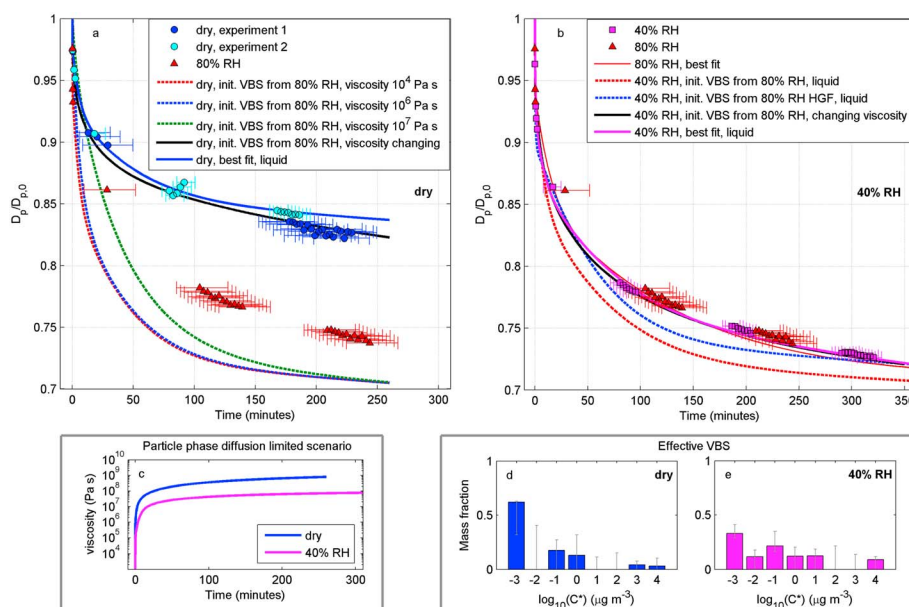 a
dry, experiment 1
dry, experiment 2
80% RH
dry, init. VBS from 80% RH, viscosity 10⁴ Pa s
dry, init. VBS from 80% RH, viscosity 10⁶ Pa s
dry, init. VBS from 80% RH, viscosity 10⁷ Pa s
dry, init. VBS from 80% RH, viscosity changing
dry, best fit, liquid
dry
1
0.95
0.9
0.85
0.8
0.75
0.7
Dp/Dp,0
0 50 100 150 200 250 300
Time (minutes)
b
40% RH
80% RH
80% RH, best fit
40% RH, init. VBS from 80% RH, liquid
40% RH, init. VBS from 80% RH HGF, liquid
40% RH, init. VBS from 80% RH, changing viscosity
40% RH, best fit, liquid
40% RH
1
0.95
0.9
0.85
0.8
0.75
0.7
Dp/Dp,0
0 50 100 150 200 250 300 350
Time (minutes)
Particle phase diffusion limited scenario
c
10¹⁰
10⁹
10⁸
10⁷
10⁶
10⁵
10⁴
viscosity (Pa s)
dry
40% RH
0 100 200 300
Time (minutes)
Effective VBS
d
dry
1
0.5
0
Mass fraction
-3 -2 -1 0 1 2 3 4
log₁₀(C*) (μg m⁻³)
e
40% RH
1
0.5
0
-3 -2 -1 0 1 2 3 4
log₁₀(C*) (μg m⁻³)